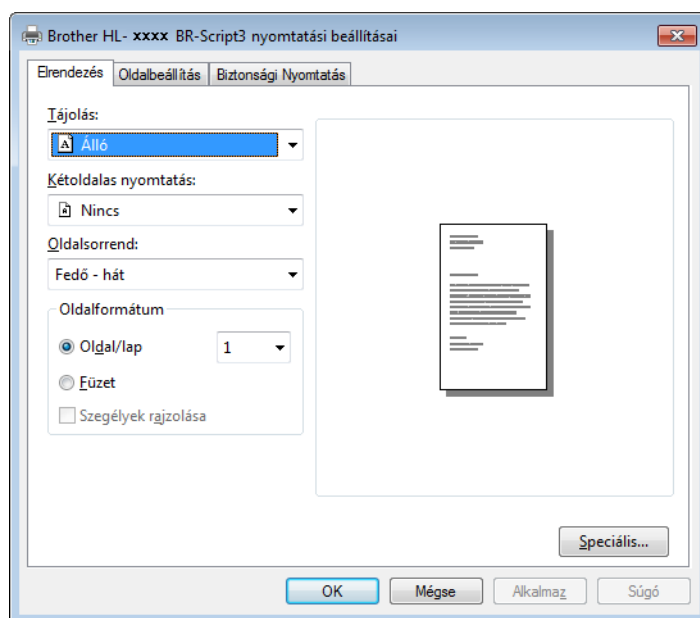 Brother HL- xxxx BR-Script3 nyomtatási beállításai
Elrendezés Oldalbeállítás Biztonsági Nyomtatás
Tájolás:
Álló
Kétoldalas nyomtatás:
Nincs
Oldalsorrend:
Fedő - hát
Oldalformátum
Oldal/lap 1
Füzet
Szegélyek rajzolása
Speciális...
OK Mégse Alkalmaz Súgó